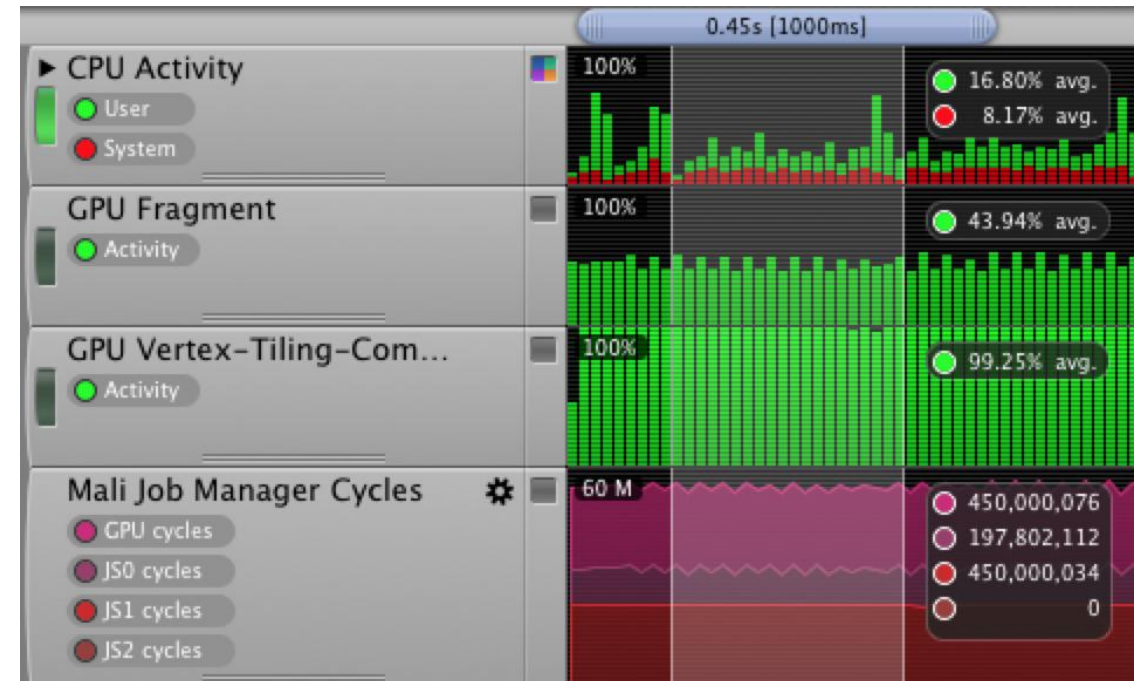 0.45s [1000ms]
CPU Activity
User
System
100%
16.80% avg.
8.17% avg.
GPU Fragment
Activity
100%
43.94% avg.
GPU Vertex-Tiling-Com...
Activity
100%
99.25% avg.
Mali Job Manager Cycles
GPU cycles
JS0 cycles
JS1 cycles
JS2 cycles
60 M
450,000,076
197,802,112
450,000,034
0